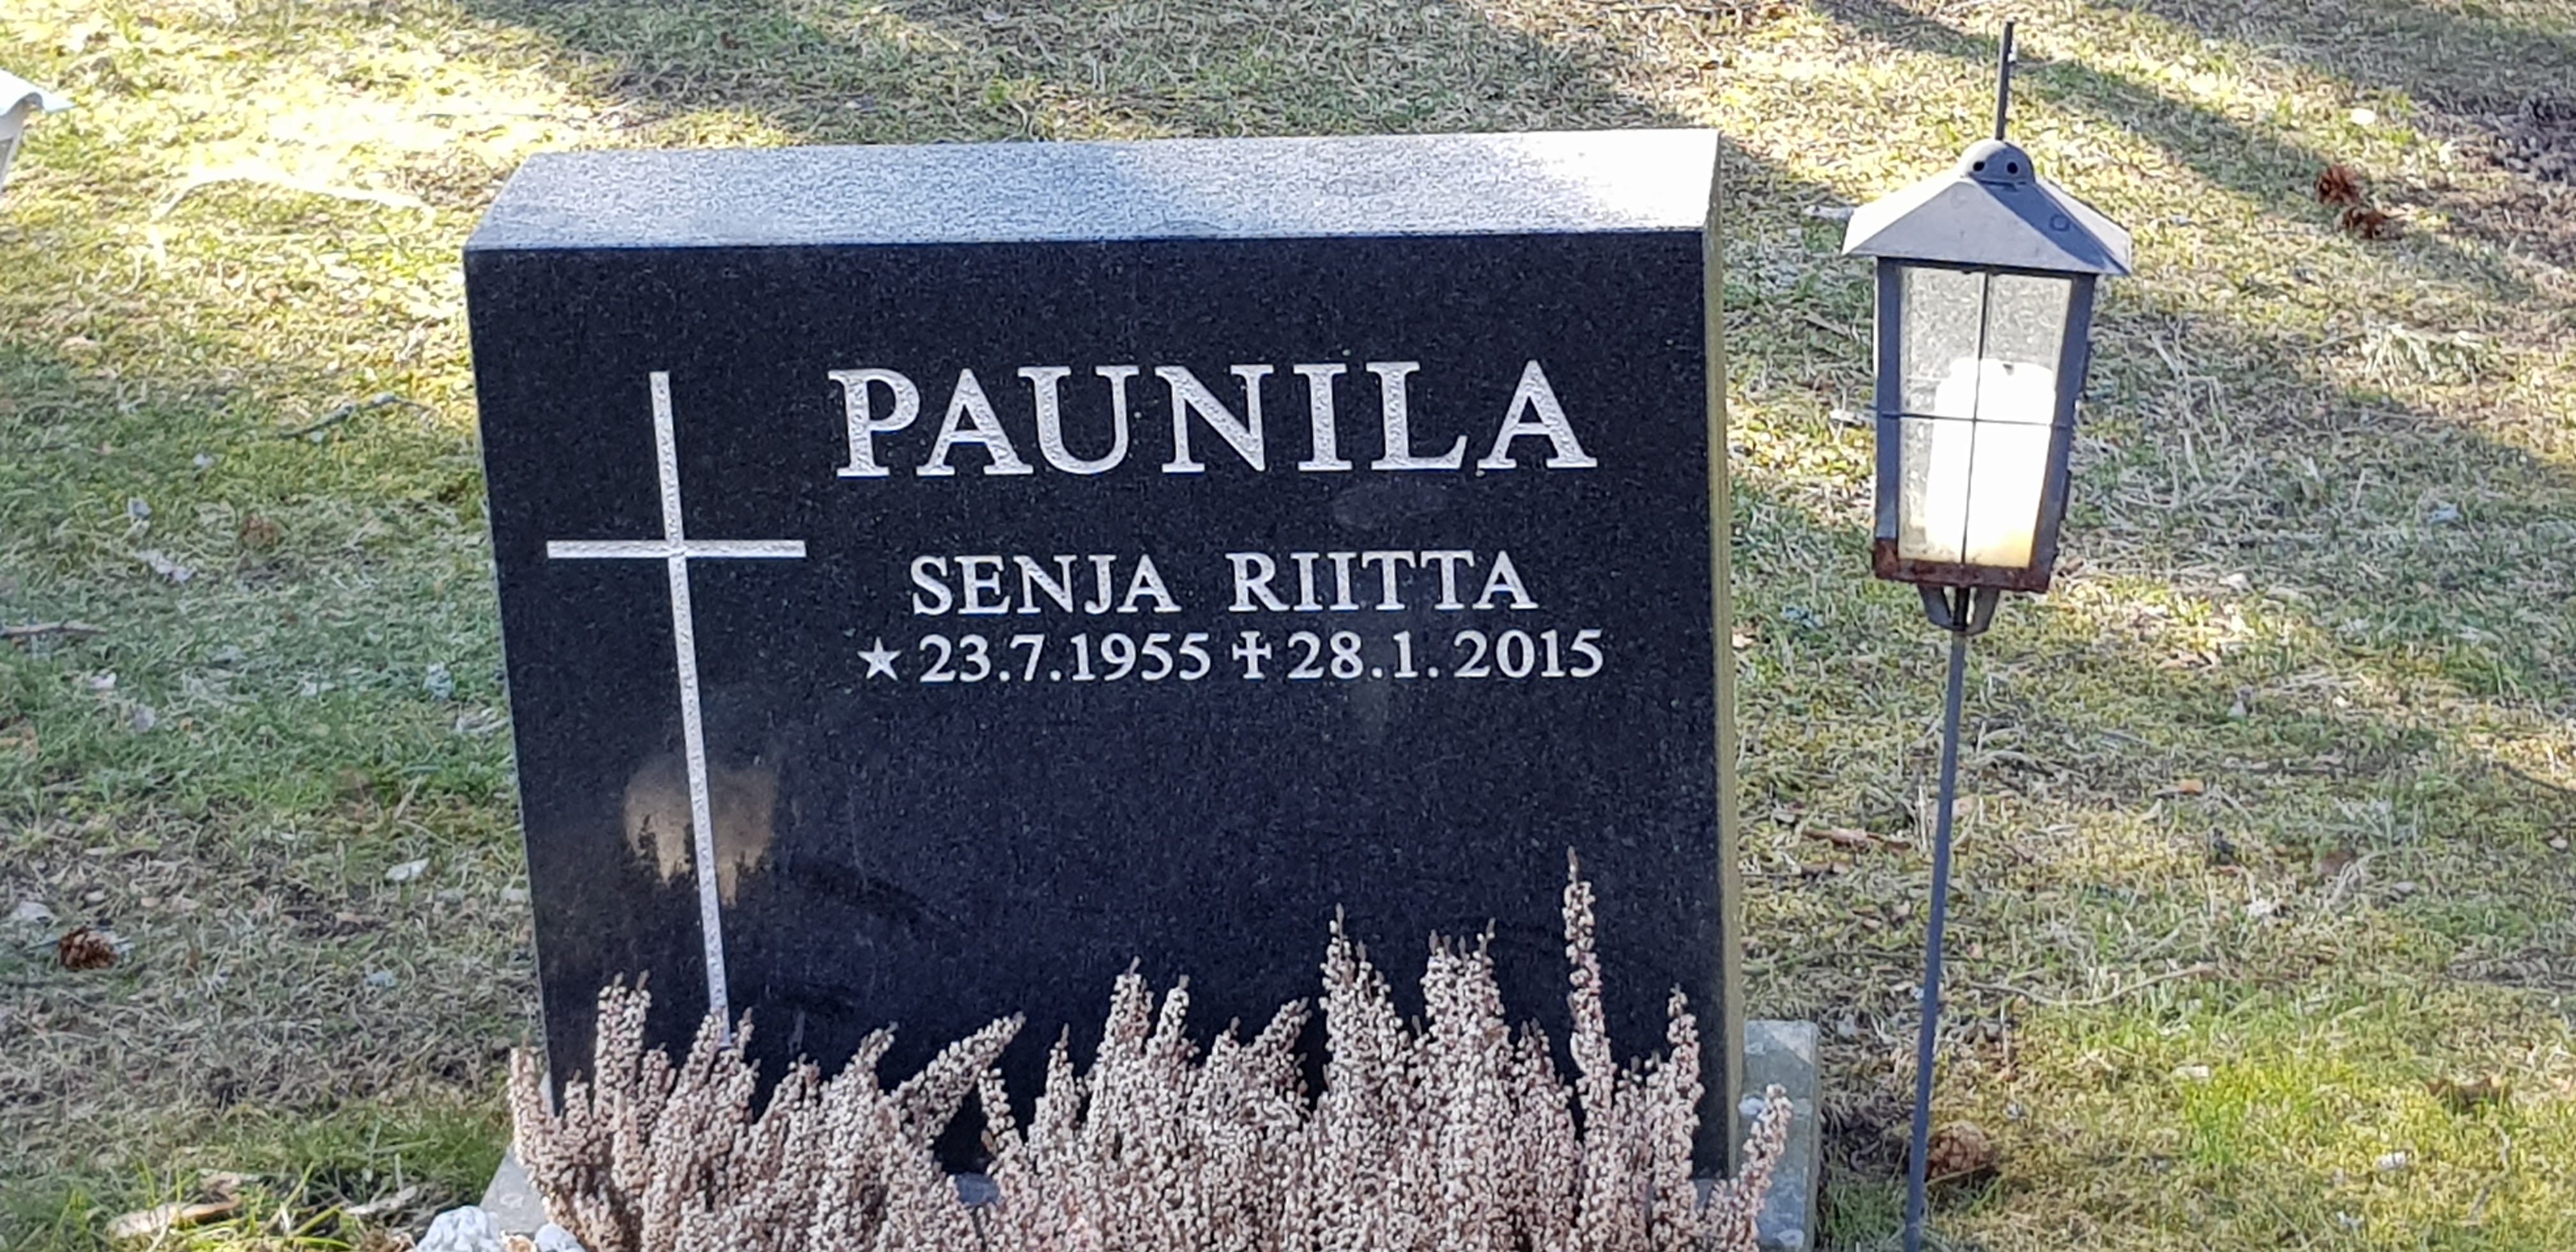 PAUNILA
SENJA RIITTA
★23.7.1955 ✝28.1.2015